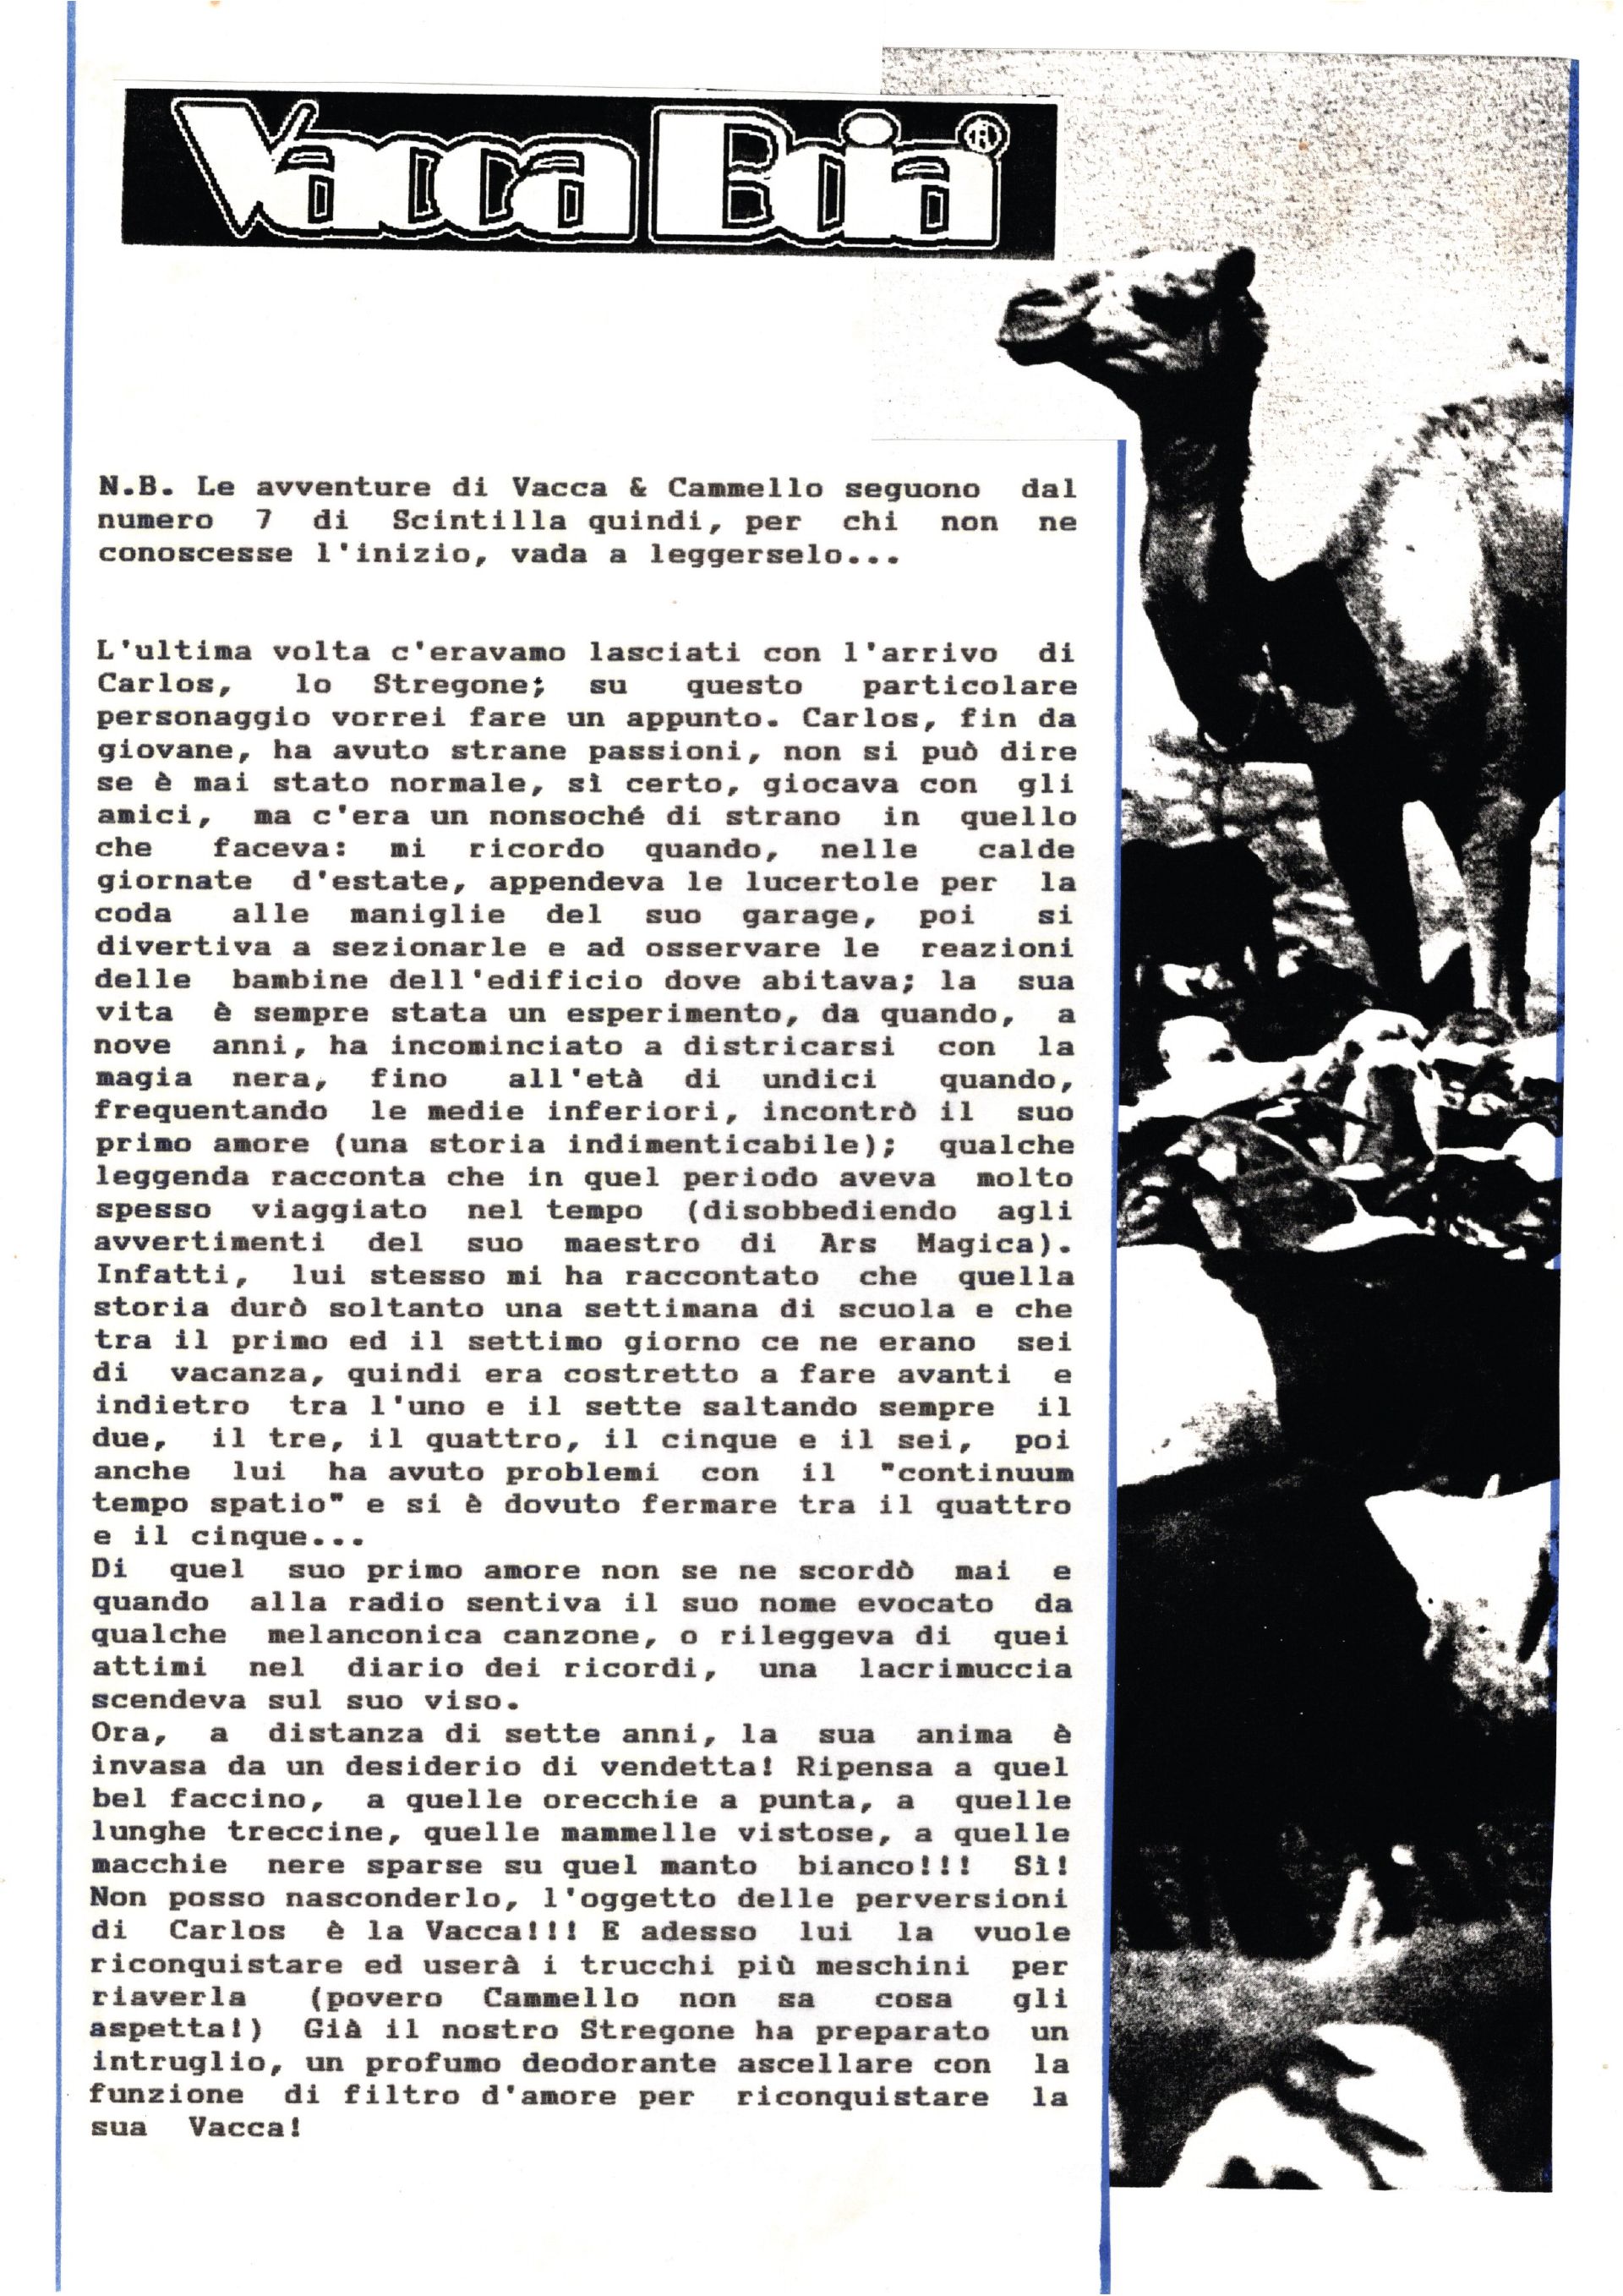 Vacca Boia®
N.B. Le avventure di Vacca & Cammello seguono dal
numero 7 di Scintilla quindi, per chi non ne
conoscesse l'inizio, vada a leggerselo...
L'ultima volta c'eravamo lasciati con l'arrivo di
Carlos, lo Stregone; su questo particolare
personaggio vorrei fare un appunto. Carlos, fin da
giovane, ha avuto strane passioni, non si può dire
se è mai stato normale, sì certo, giocava con gli
amici, ma c'era un nonsoché di strano in quello
che faceva: mi ricordo quando, nelle calde
giornate d'estate, appendeva le lucertole per la
coda alle maniglie del suo garage, poi si
divertiva a sezionarle e ad osservare le reazioni
delle bambine dell'edificio dove abitava; la sua
vita è sempre stata un esperimento, da quando, a
nove anni, ha incominciato a districarsi con la
magia nera, fino all'età di undici quando,
frequentando le medie inferiori, incontrò il suo
primo amore (una storia indimenticabile); qualche
leggenda racconta che in quel periodo aveva molto
spesso viaggiato nel tempo (disobbediendo agli
avvertimenti del suo maestro di Ars Magica).
Infatti, lui stesso mi ha raccontato che quella
storia durò soltanto una settimana di scuola e che
tra il primo ed il settimo giorno ce ne erano sei
di vacanza, quindi era costretto a fare avanti e
indietro tra l'uno e il sette saltando sempre il
due, il tre, il quattro, il cinque e il sei, poi
anche lui ha avuto problemi con il "continuum
tempo spatio" e si è dovuto fermare tra il quattro
e il cinque...
Di quel suo primo amore non se ne scordò mai e
quando alla radio sentiva il suo nome evocato da
qualche melanconica canzone, o rileggeva di quei
attimi nel diario dei ricordi, una lacrimuccia
scendeva sul suo viso.
Ora, a distanza di sette anni, la sua anima è
invasa da un desiderio di vendetta! Ripensa a quel
bel faccino, a quelle orecchie a punta, a quelle
lunghe treccine, quelle mammelle vistose, a quelle
macchie nere sparse su quel manto bianco!!! Sì!
Non posso nasconderlo, l'oggetto delle perversioni
di Carlos è la Vacca!!! E adesso lui la vuole
riconquistare ed userà i trucchi più meschini per
riaverla (povero Cammello non sa cosa gli
aspetta!) Già il nostro Stregone ha preparato un
intruglio, un profumo deodorante ascellare con la
funzione di filtro d'amore per riconquistare la
sua Vacca!